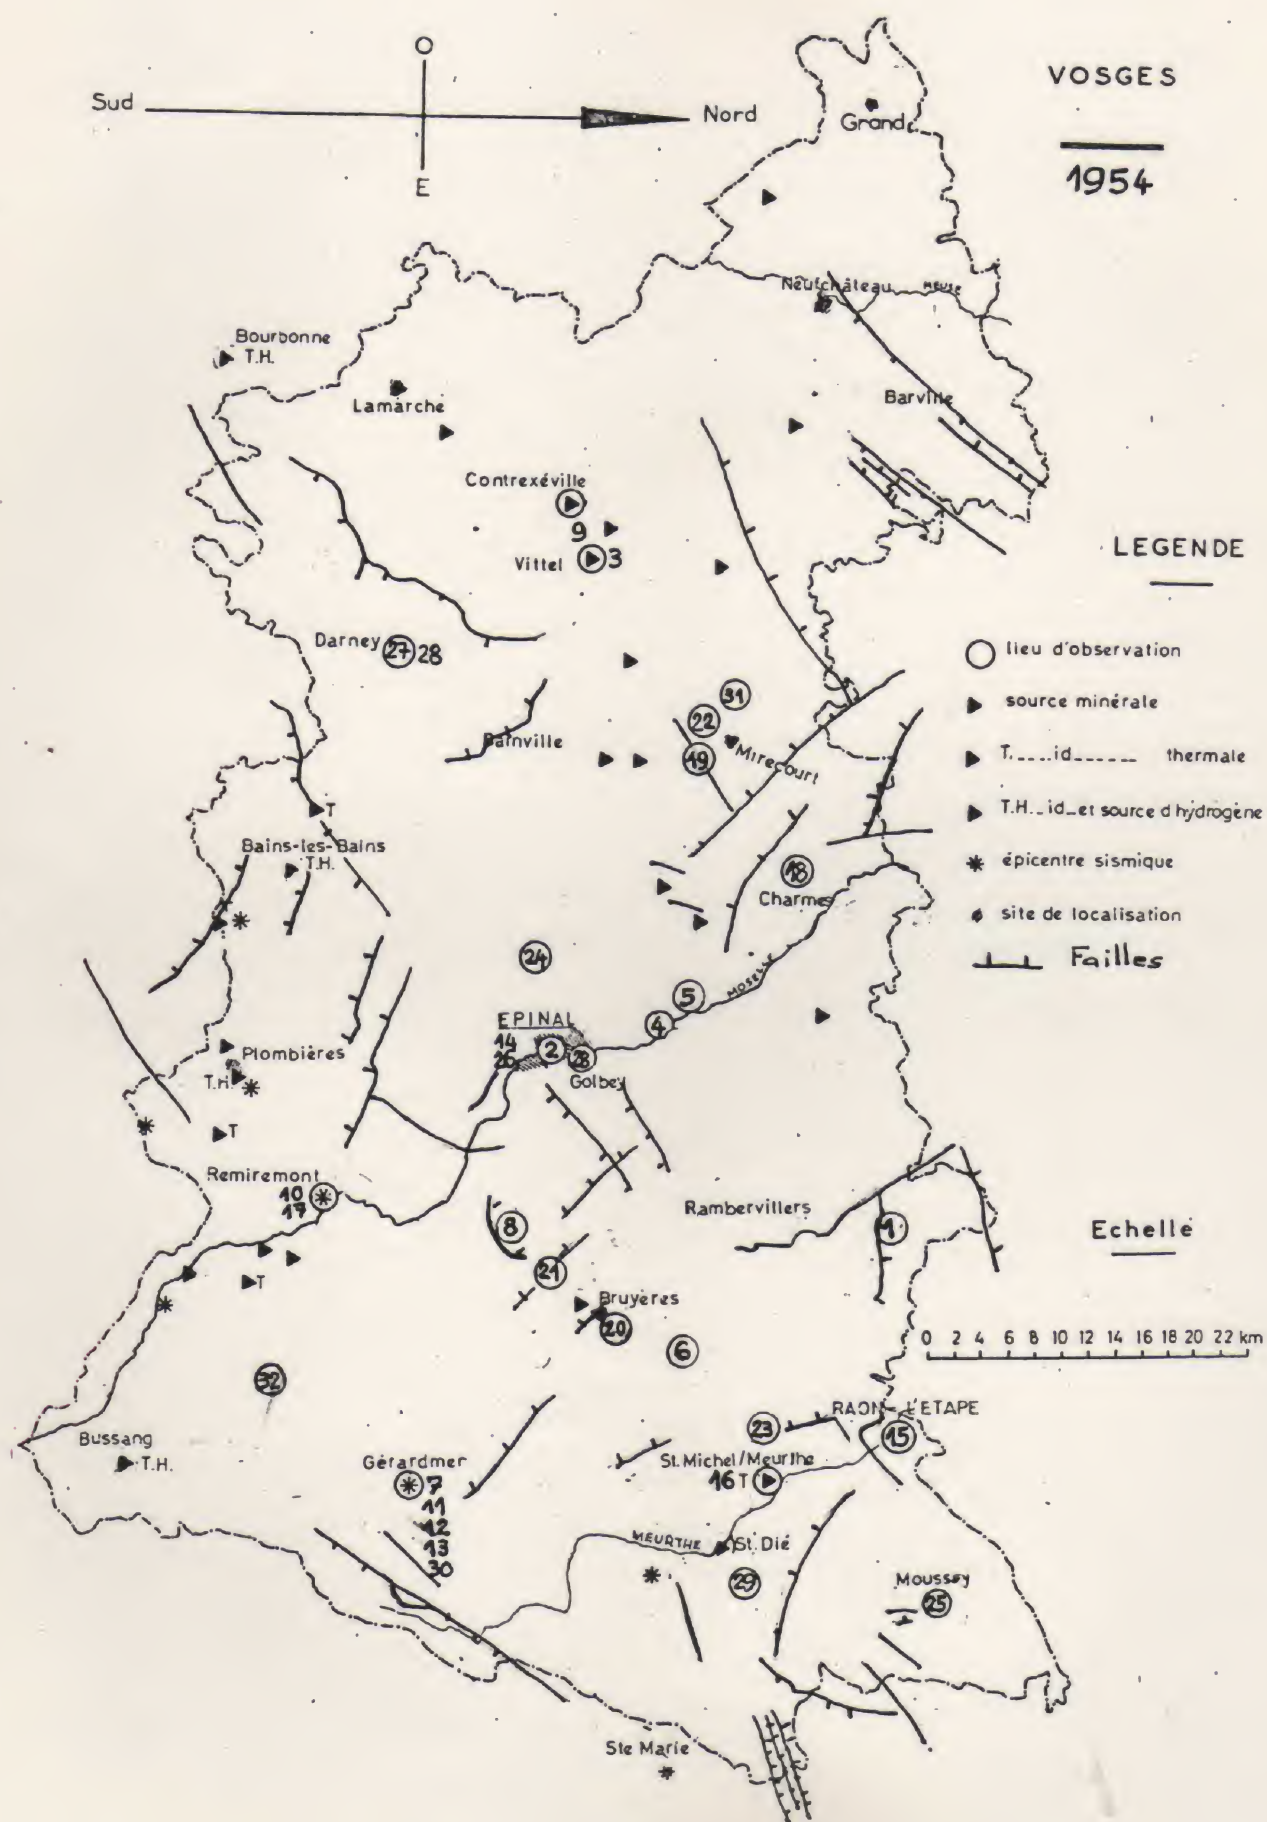 O
Sud
Nord
E
VOSGES
1954
Grand
Neufchâteau
MEUSE
Bourbonne
T.H.
Lamarche
Barville
Contrexéville
9
Vittel
3
LEGENDE
Darney
27
28
lieu d'observation
source minérale
T....id...... thermale
T.H._id_et source d'hydrogène
épicentre sismique
site de localisation
Failles
31
22
19
Mirecourt
Bainville
T
Bains-les-Bains
T.H.
18
Charmes
24
5
MOSELLE
4
EPINAL
14
26
2
28
Golbey
Plombières
T.H.
T
Remiremont
10
17
8
Rambervillers
1
Echelle
T
21
Bruyères
20
6
0 2 4 6 8 10 12 14 16 18 20 22 km
32
RAON-L'ETAPE
23
15
Bussang
T.H.
Gérardmer
7
11
12
13
30
St.Michel/Meurthe
16 T
MEURTHE
St.Dié
29
Moussey
25
Ste Marie